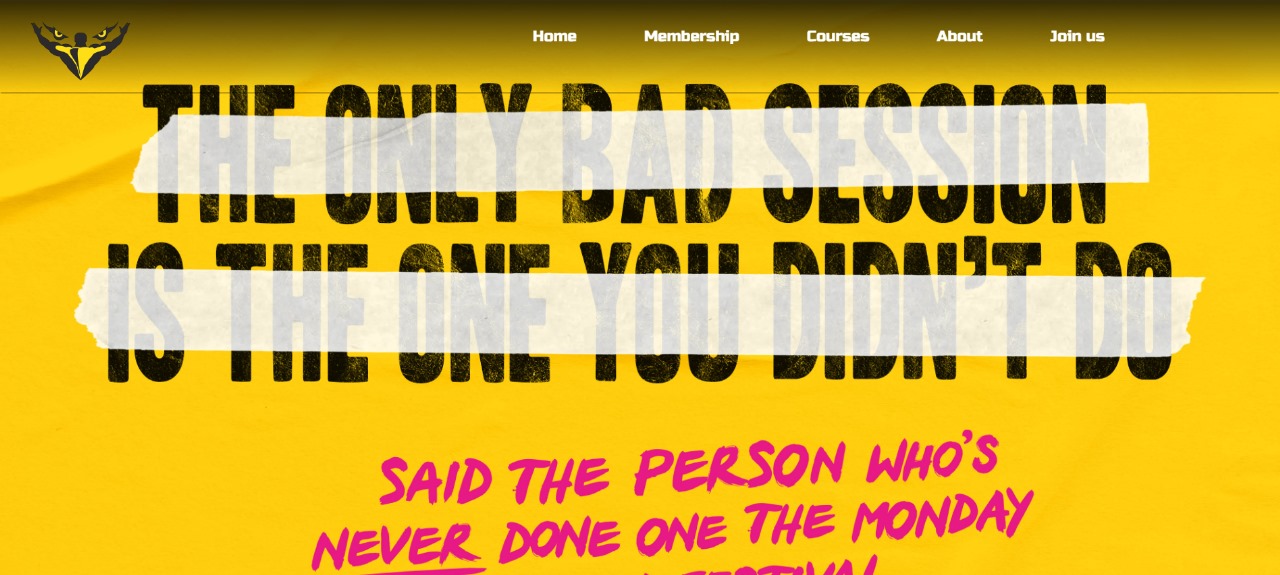 Home Membership Courses About Join us
THE ONLY BAD SESSION
IS THE ONE YOU DIDN'T DO
SAID THE PERSON WHO'S
NEVER DONE ONE THE MONDAY
FESTIVAL